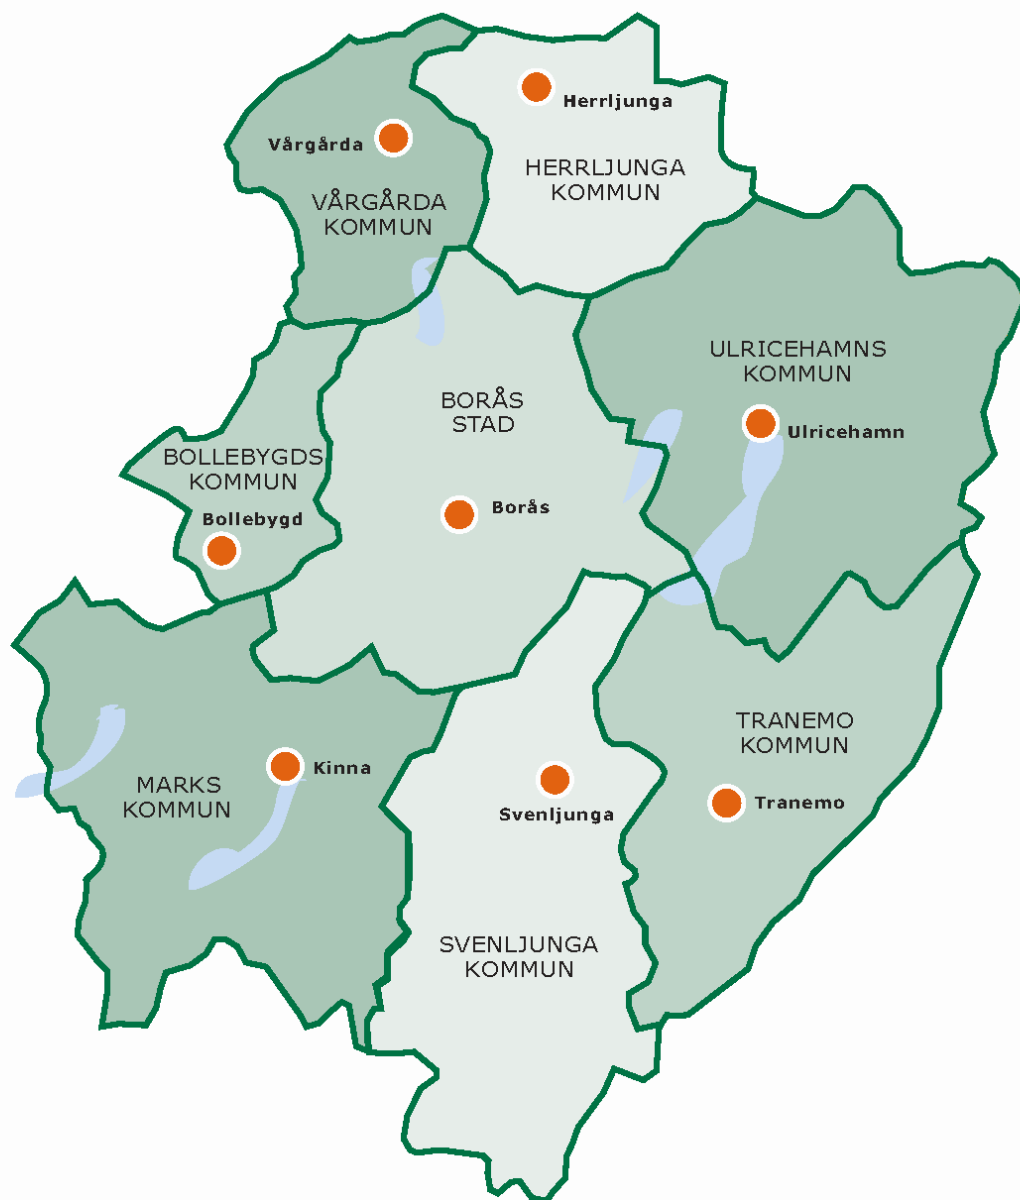 Herrljunga
Vårgårda
HERRLJUNGA
KOMMUN
VÅRGÅRDA
KOMMUN
ULRICEHAMNS
KOMMUN
BORÅS
STAD
Ulricehamn
BOLLEBYGDS
KOMMUN
Borås
Bollebygd
TRANEMO
KOMMUN
Kinna
MARKS
KOMMUN
Svenljunga
Tranemo
SVENLJUNGA
KOMMUN